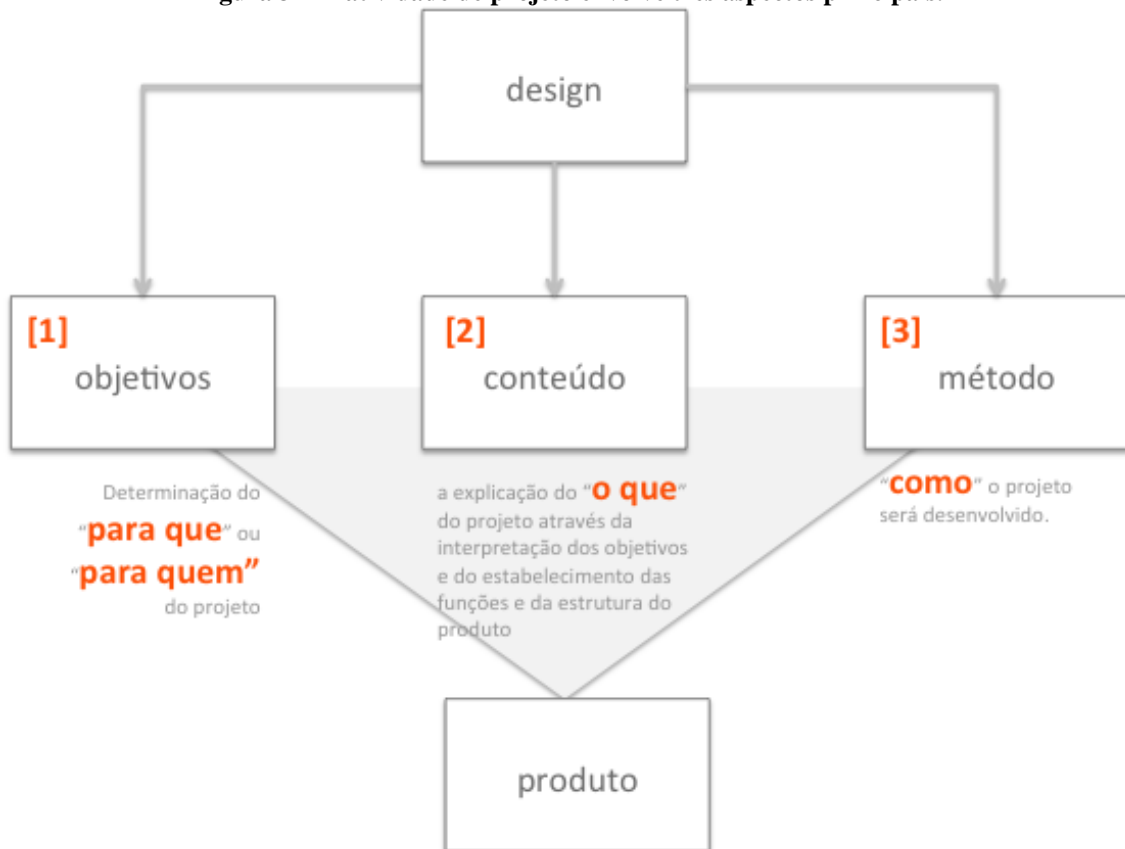 design
[1]
objetivos
[2]
conteúdo
[3]
método
Determinação do
“para que” ou
“para quem”
do projeto
a explicação do “o que”
do projeto através da
interpretação dos objetivos
e do estabelecimento das
funções e da estrutura do
produto
“como” o projeto
será desenvolvido.
produto